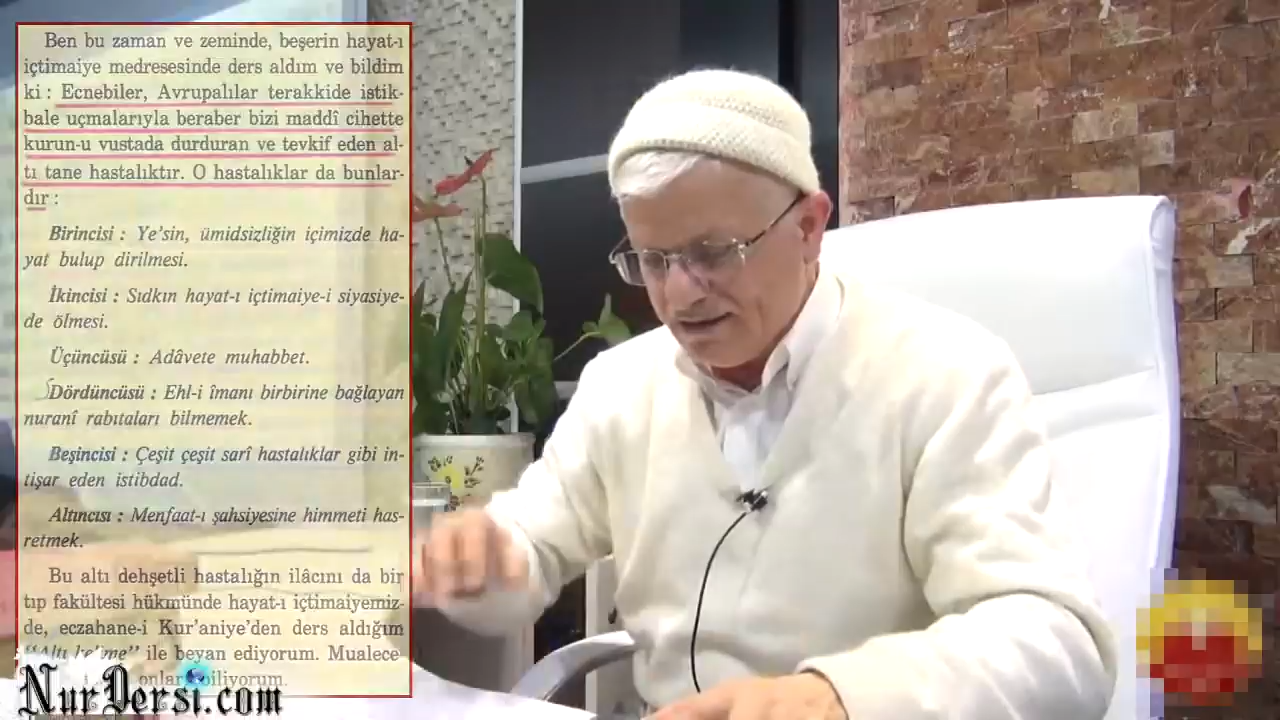 Ben bu zaman ve zeminde, beşerin hayat-ı
içtimaiye medresesinde ders aldım ve bildim
ki : Ecnebiler, Avrupalılar terakkide istik-
bale uçmalarıyla beraber bizi maddî cihette
kurun-u vustada durduran ve tevkif eden al-
tı tane hastalıktır. O hastalıklar da bunlar-
dır :
Birincisi : Ye'sin, ümidsizliğin içimizde ha-
yat bulup dirilmesi.
İkincisi : Sıdkın hayat-ı içtimaiye-i siyasiye-
de ölmesi.
Üçüncüsü : Adâvete muhabbet.
Dördüncüsü : Ehl-i îmanı birbirine bağlayan
nuranî rabıtaları bilmemek.
Beşincisi : Çeşit çeşit sarî hastalıklar gibi in-
tişar eden istibdad.
Altıncısı : Menfaat-ı şahsiyesine himmeti has-
retmek.
Bu altı dehşetli hastalığın ilâcını da bir
tıp fakültesi hükmünde hayat-ı içtimaiyemiz-
de, eczahane-i Kur'aniye'den ders aldığım
"Altı kelime" ile beyan ediyorum. Mualece-
onları biliyorum.
NurDersi.com